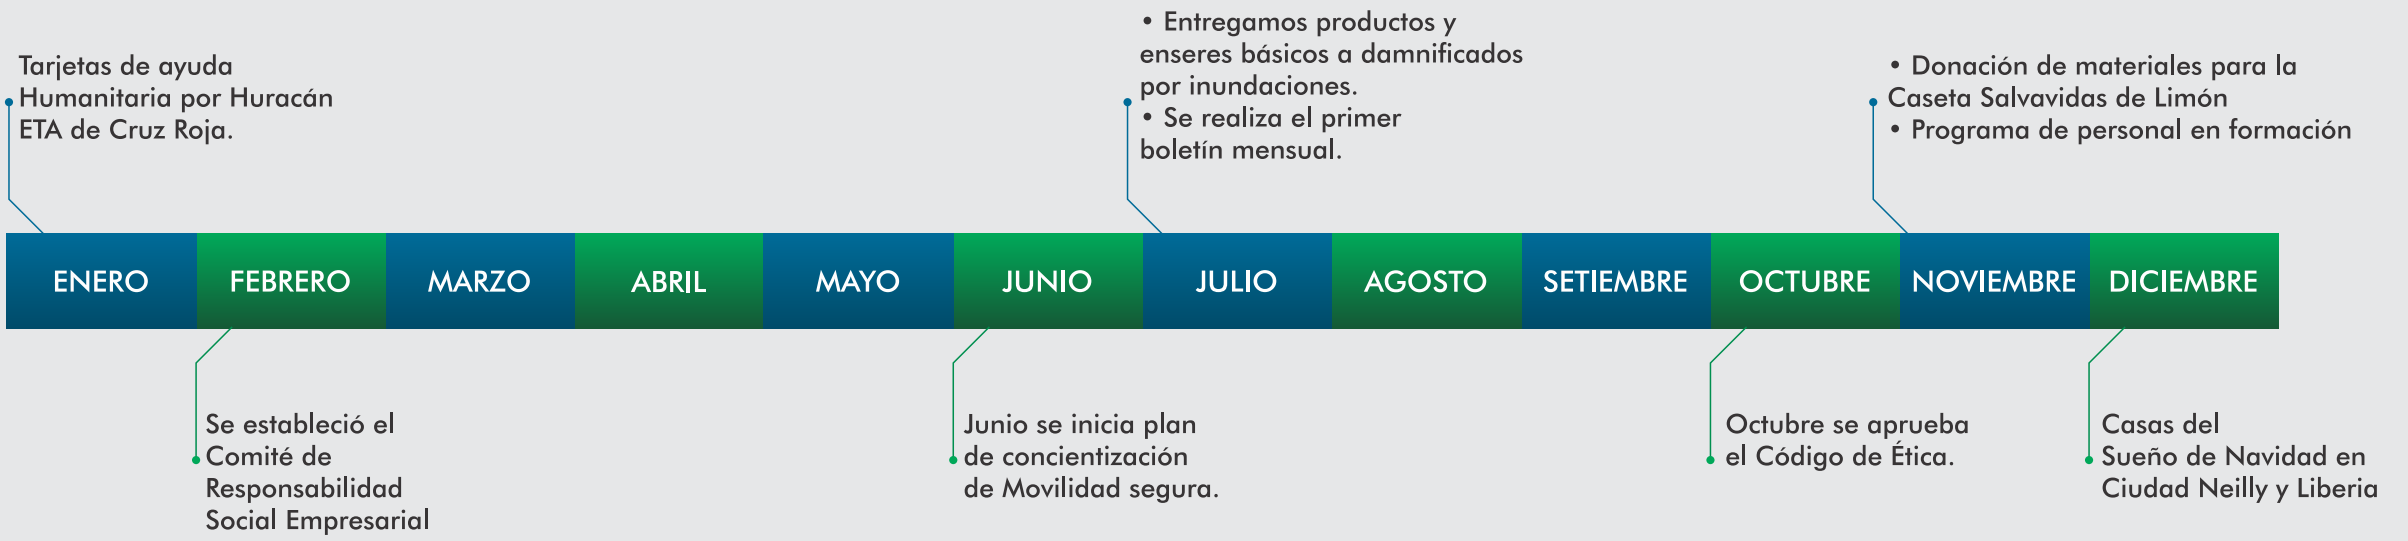 Tarjetas de ayuda
Humanitaria por Huracán
ETA de Cruz Roja.
• Entregamos productos y
enseres básicos a damnificados
por inundaciones.
• Se realiza el primer
boletín mensual.
• Donación de materiales para la
Caseta Salvavidas de Limón
• Programa de personal en formación
ENERO
FEBRERO
MARZO
ABRIL
MAYO
JUNIO
JULIO
AGOSTO
SETIEMBRE
OCTUBRE
NOVIEMBRE
DICIEMBRE
Se estableció el
Comité de
Responsabilidad
Social Empresarial
Junio se inicia plan
de concientización
de Movilidad segura.
Octubre se aprueba
el Código de Ética.
Casas del
Sueño de Navidad en
Ciudad Neilly y Liberia